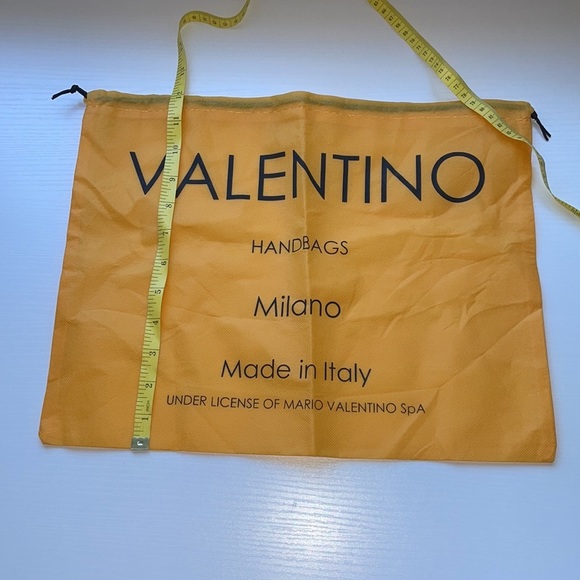 VALENTINO
HANDBAGS
Milano
Made in Italy
UNDER LICENSE OF MARIO VALENTINO SpA